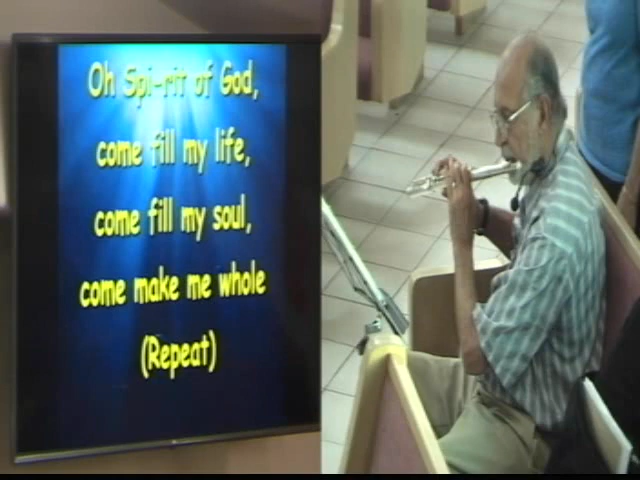 Oh Spi-rit of God,
come fill my life,
come fill my soul,
come make me whole
(Repeat)